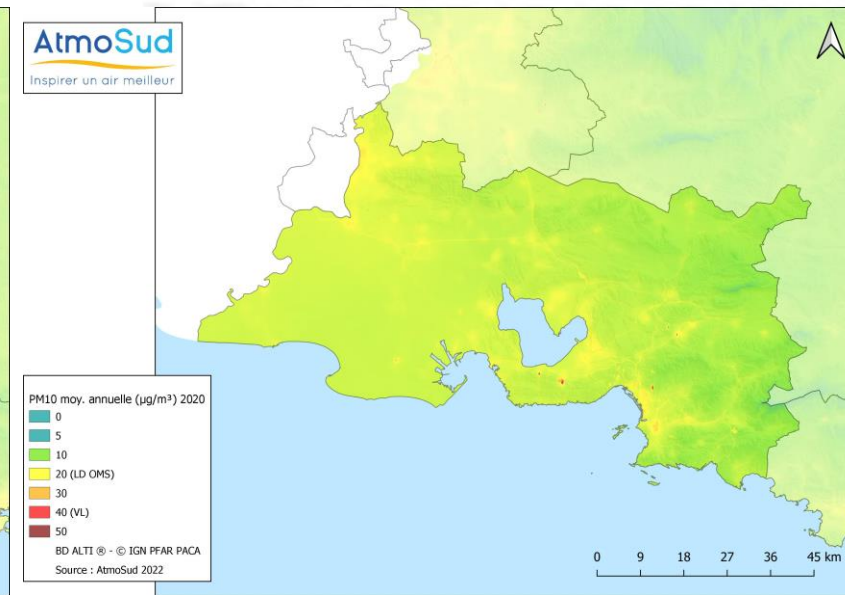 AtmoSud
Inspirer un air meilleur
PM10 moy. annuelle (µg/m³) 2020
0
5
10
20 (LD OMS)
30
40 (VL)
50
BD ALTI ® - © IGN PFAR PACA
Source : AtmoSud 2022
0 9 18 27 36 45 km